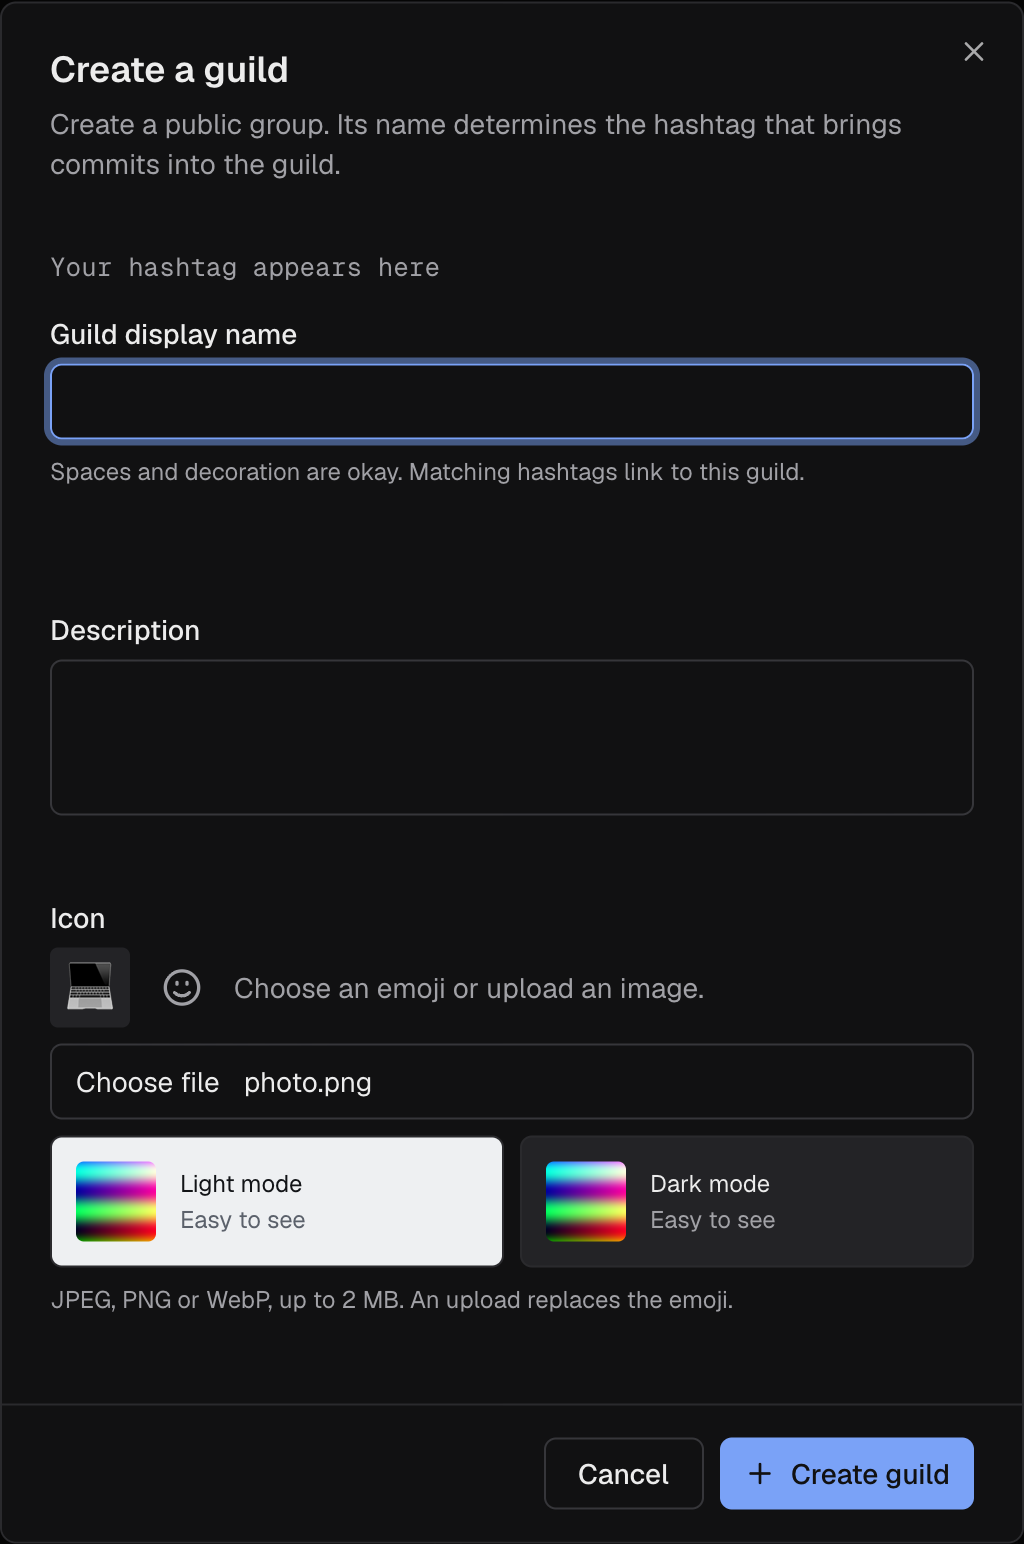 Create a guild
Create a public group. Its name determines the hashtag that brings
commits into the guild.
Your hashtag appears here
Guild display name
Spaces and decoration are okay. Matching hashtags link to this guild.
Description
Icon
Choose an emoji or upload an image.
Choose file photo.png
Light mode
Easy to see
Dark mode
Easy to see
JPEG, PNG or WebP, up to 2 MB. An upload replaces the emoji.
Cancel
Create guild